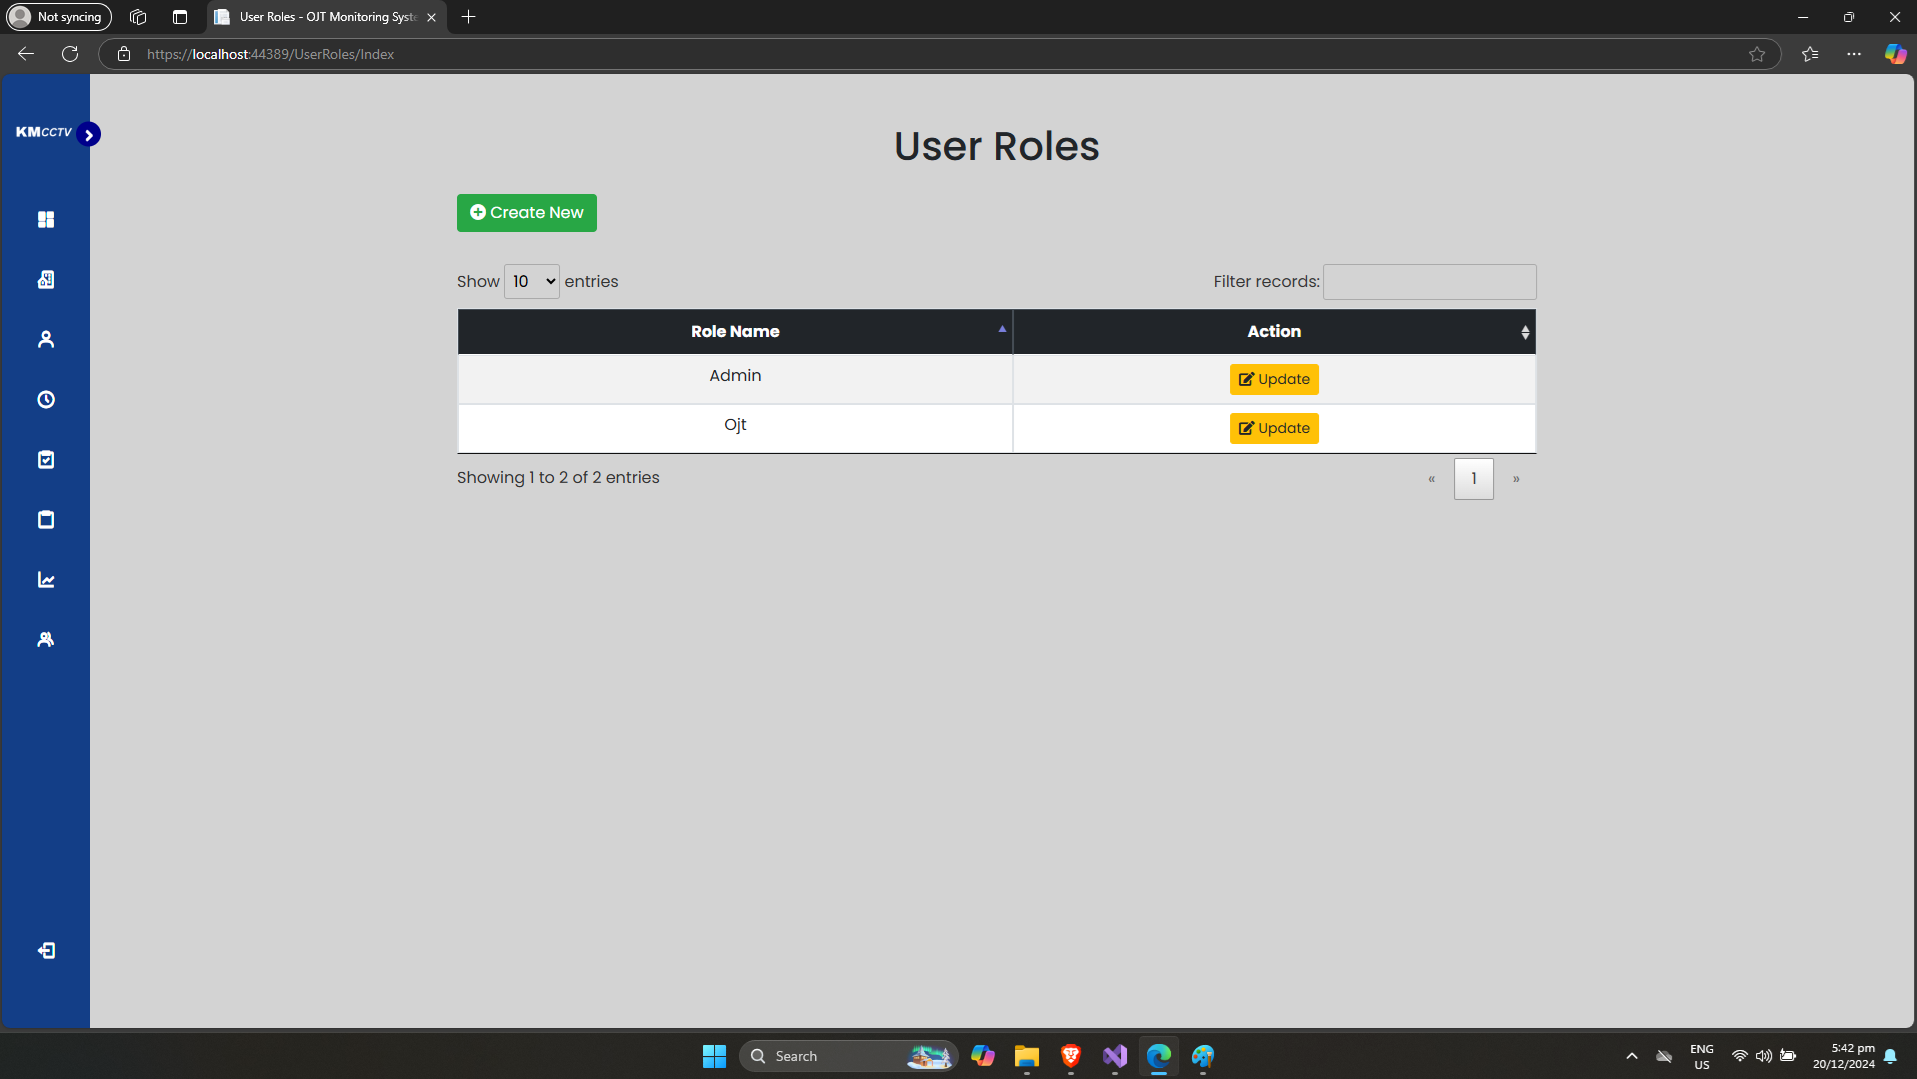 Not syncing
User Roles - OJT Monitoring Syst
https://localhost:44389/UserRoles/Index
KMCCTV
User Roles
Create New
Show 10 entries
Filter records:
Role Name Action
Admin Update
Ojt Update
Showing 1 to 2 of 2 entries
« 1 »
Search
ENG
US
5:42 pm
20/12/2024